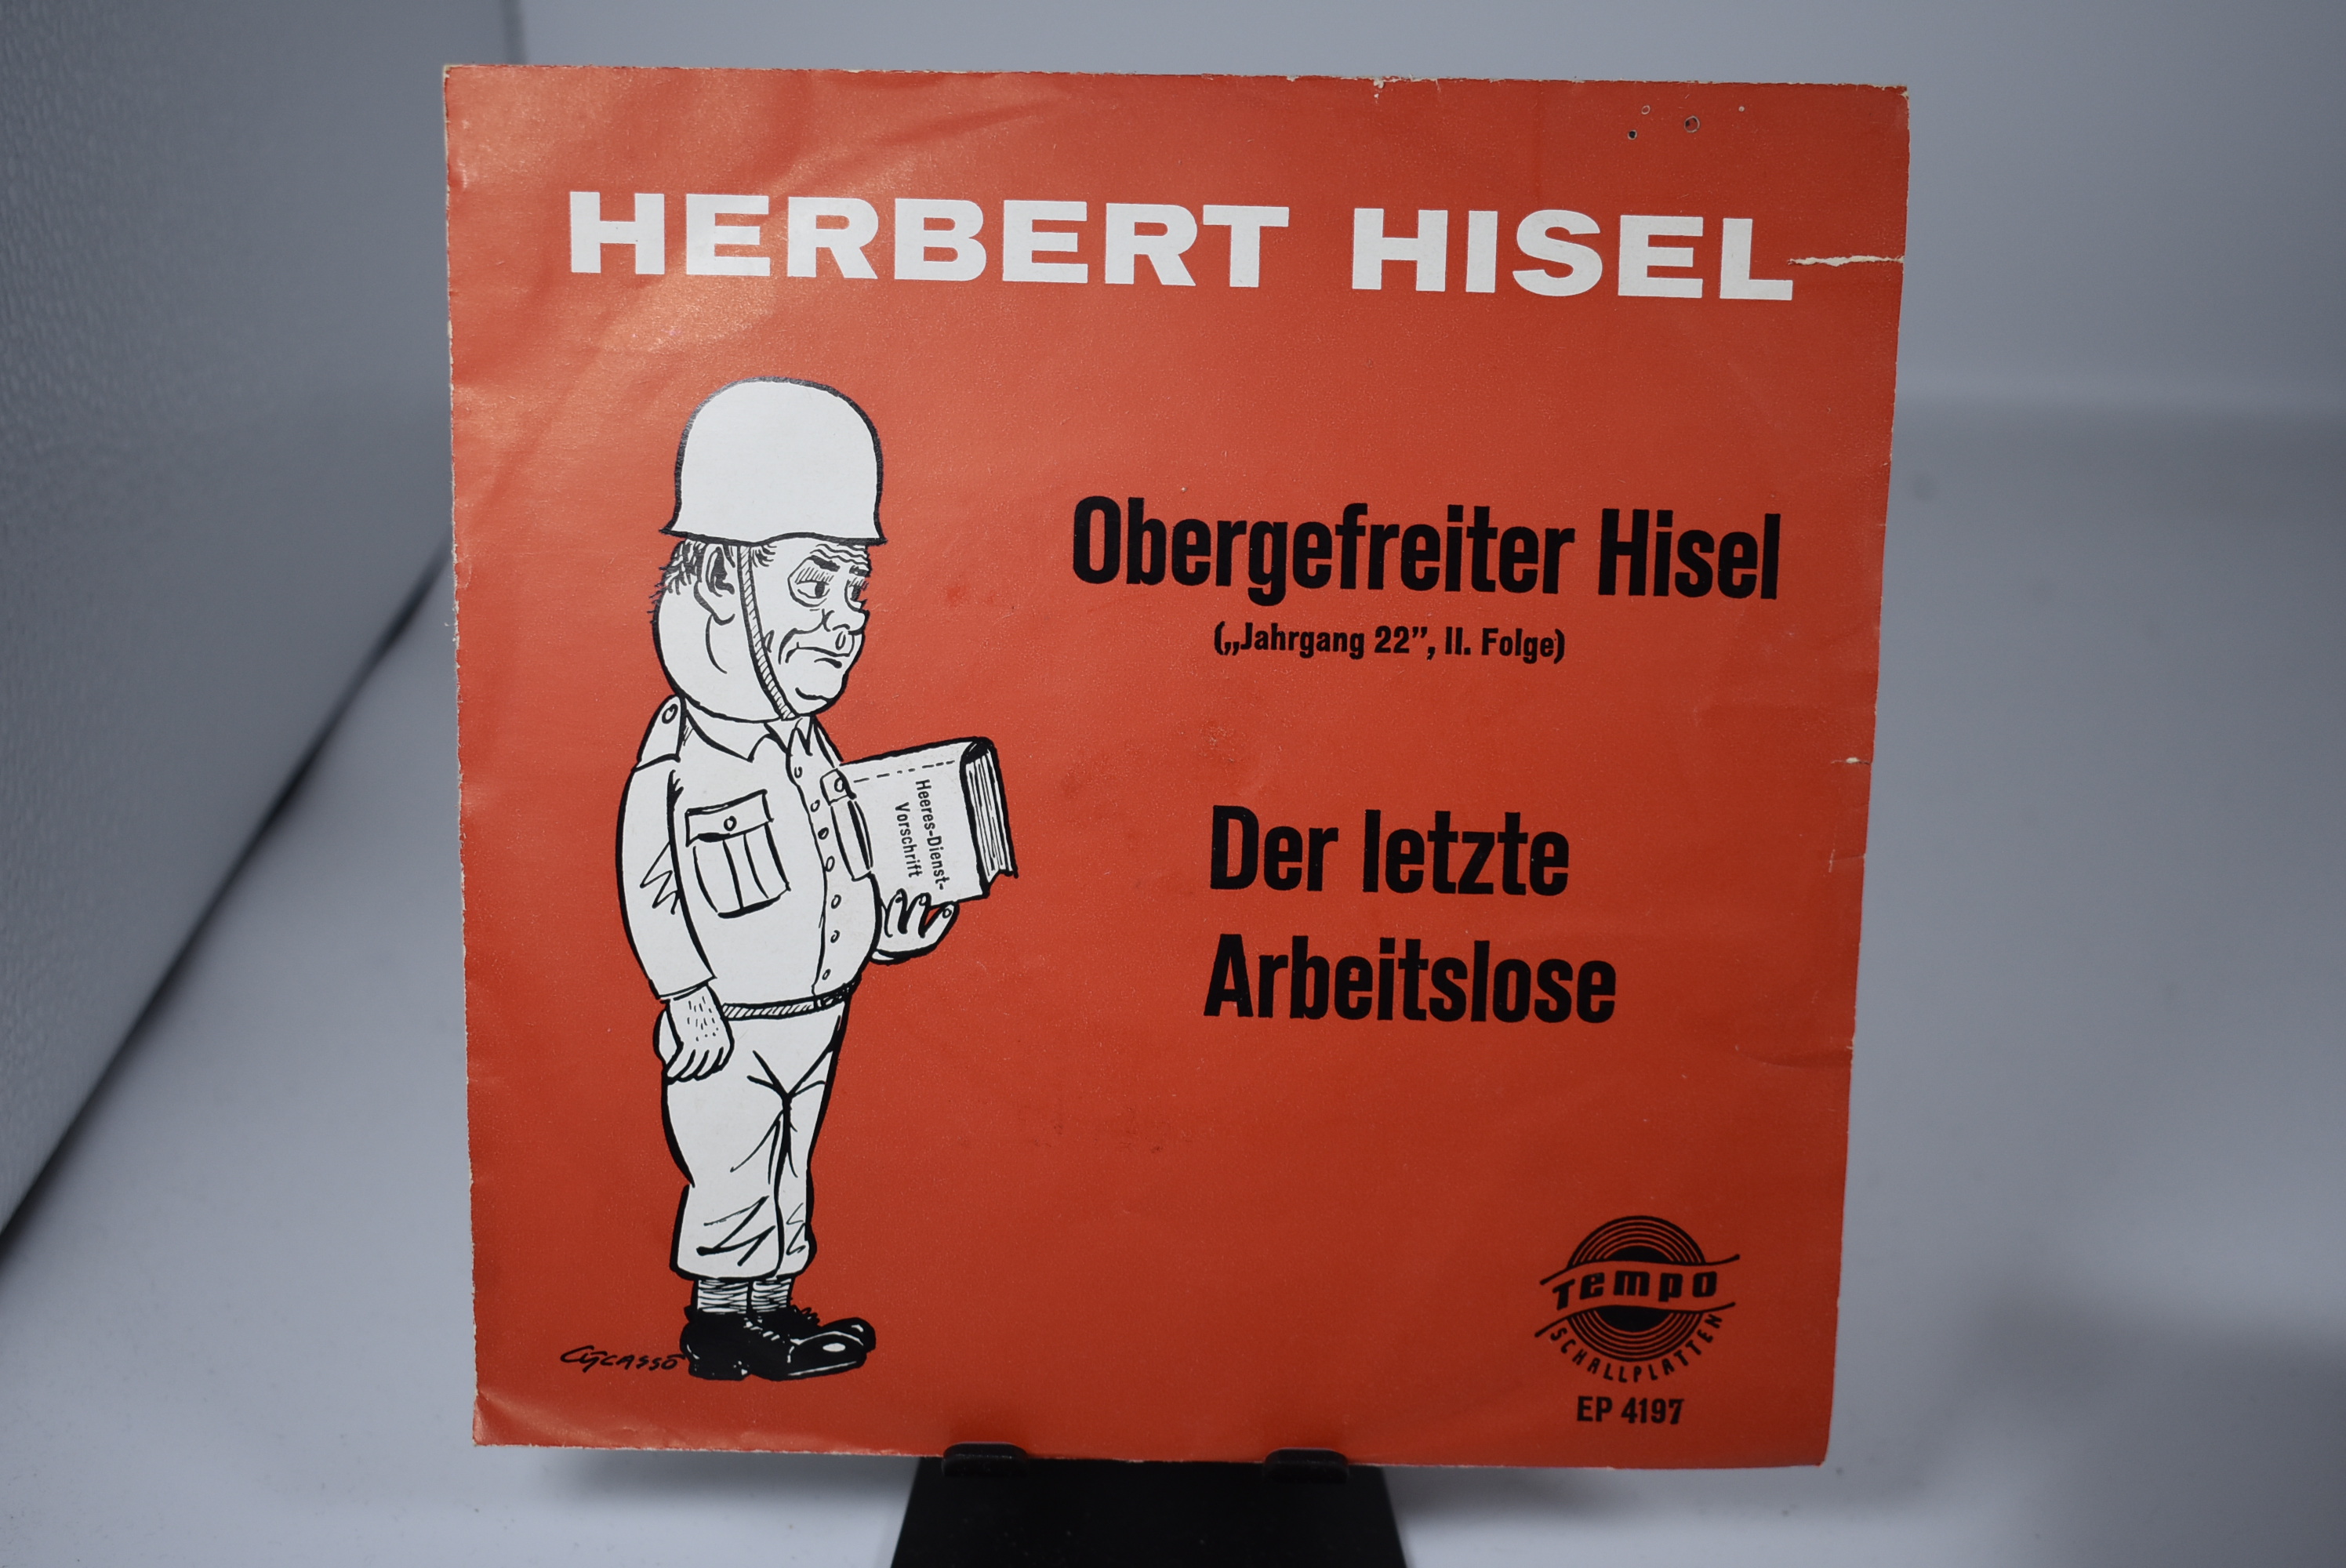 HERBERT HISEL
Obergefreiter Hisel
(„Jahrgang 22”, II. Folge)
Heeres-Dienst-
Vorschrift
Der letzte
Arbeitslose
Tempo
SCHALLPLATTEN
EP 4197